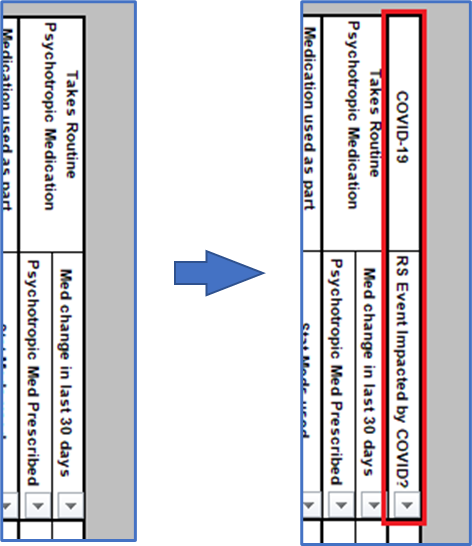 Takes Routine
Psychotropic Medication
Medication used as part
Med change in last 30 days
Psychotropic Med Prescribed
COVID-19
Takes Routine
Psychotropic Medication
Medication used as part
RS Event Impacted by COVID?
Med change in last 30 days
Psychotropic Med Prescribed
Stat Meds used